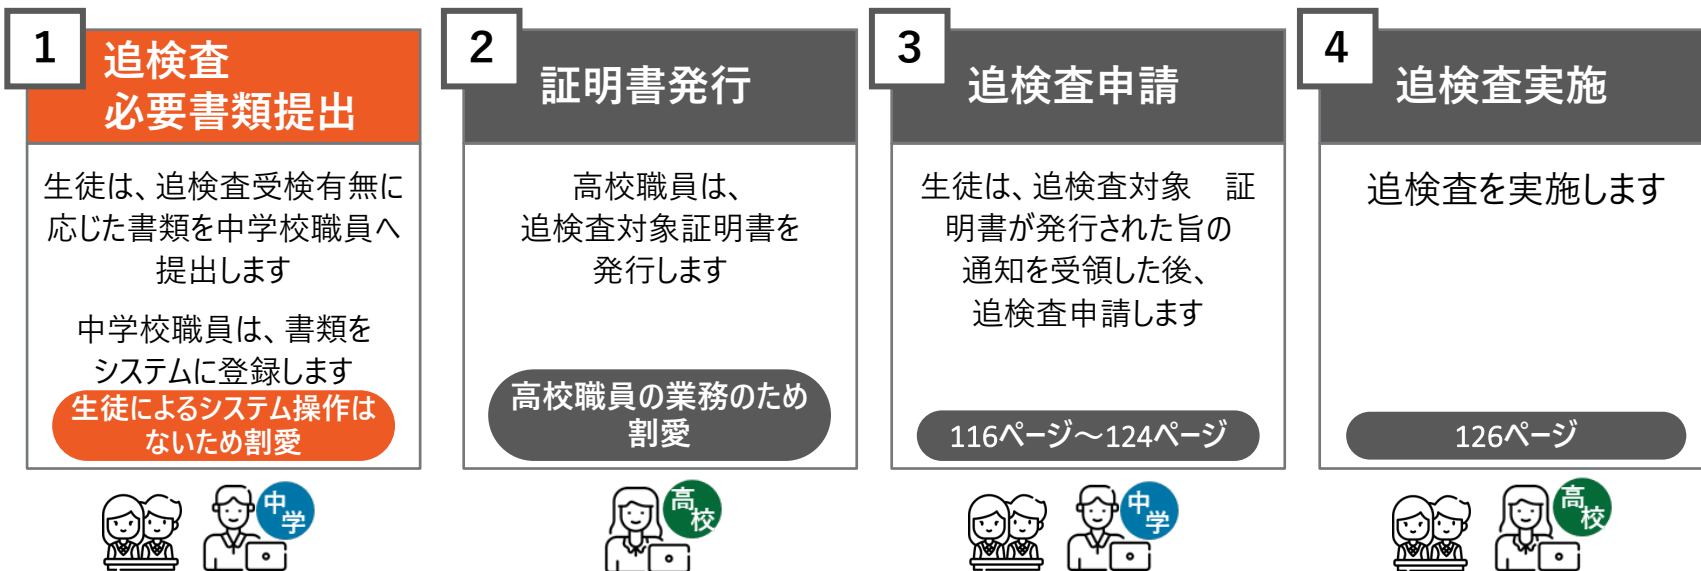 1
追検査
必要書類提出
生徒は、追検査受検有無に
応じた書類を中学校職員へ
提出します
中学校職員は、書類を
システムに登録します
生徒によるシステム操作は
ないため割愛
中学
2
証明書発行
高校職員は、
追検査対象証明書を
発行します
高校職員の業務のため
割愛
高校
3
追検査申請
生徒は、追検査対象　証
明書が発行された旨の
通知を受領した後、
追検査申請します
116ページ～124ページ
中学
4
追検査実施
追検査を実施します
126ページ
高校